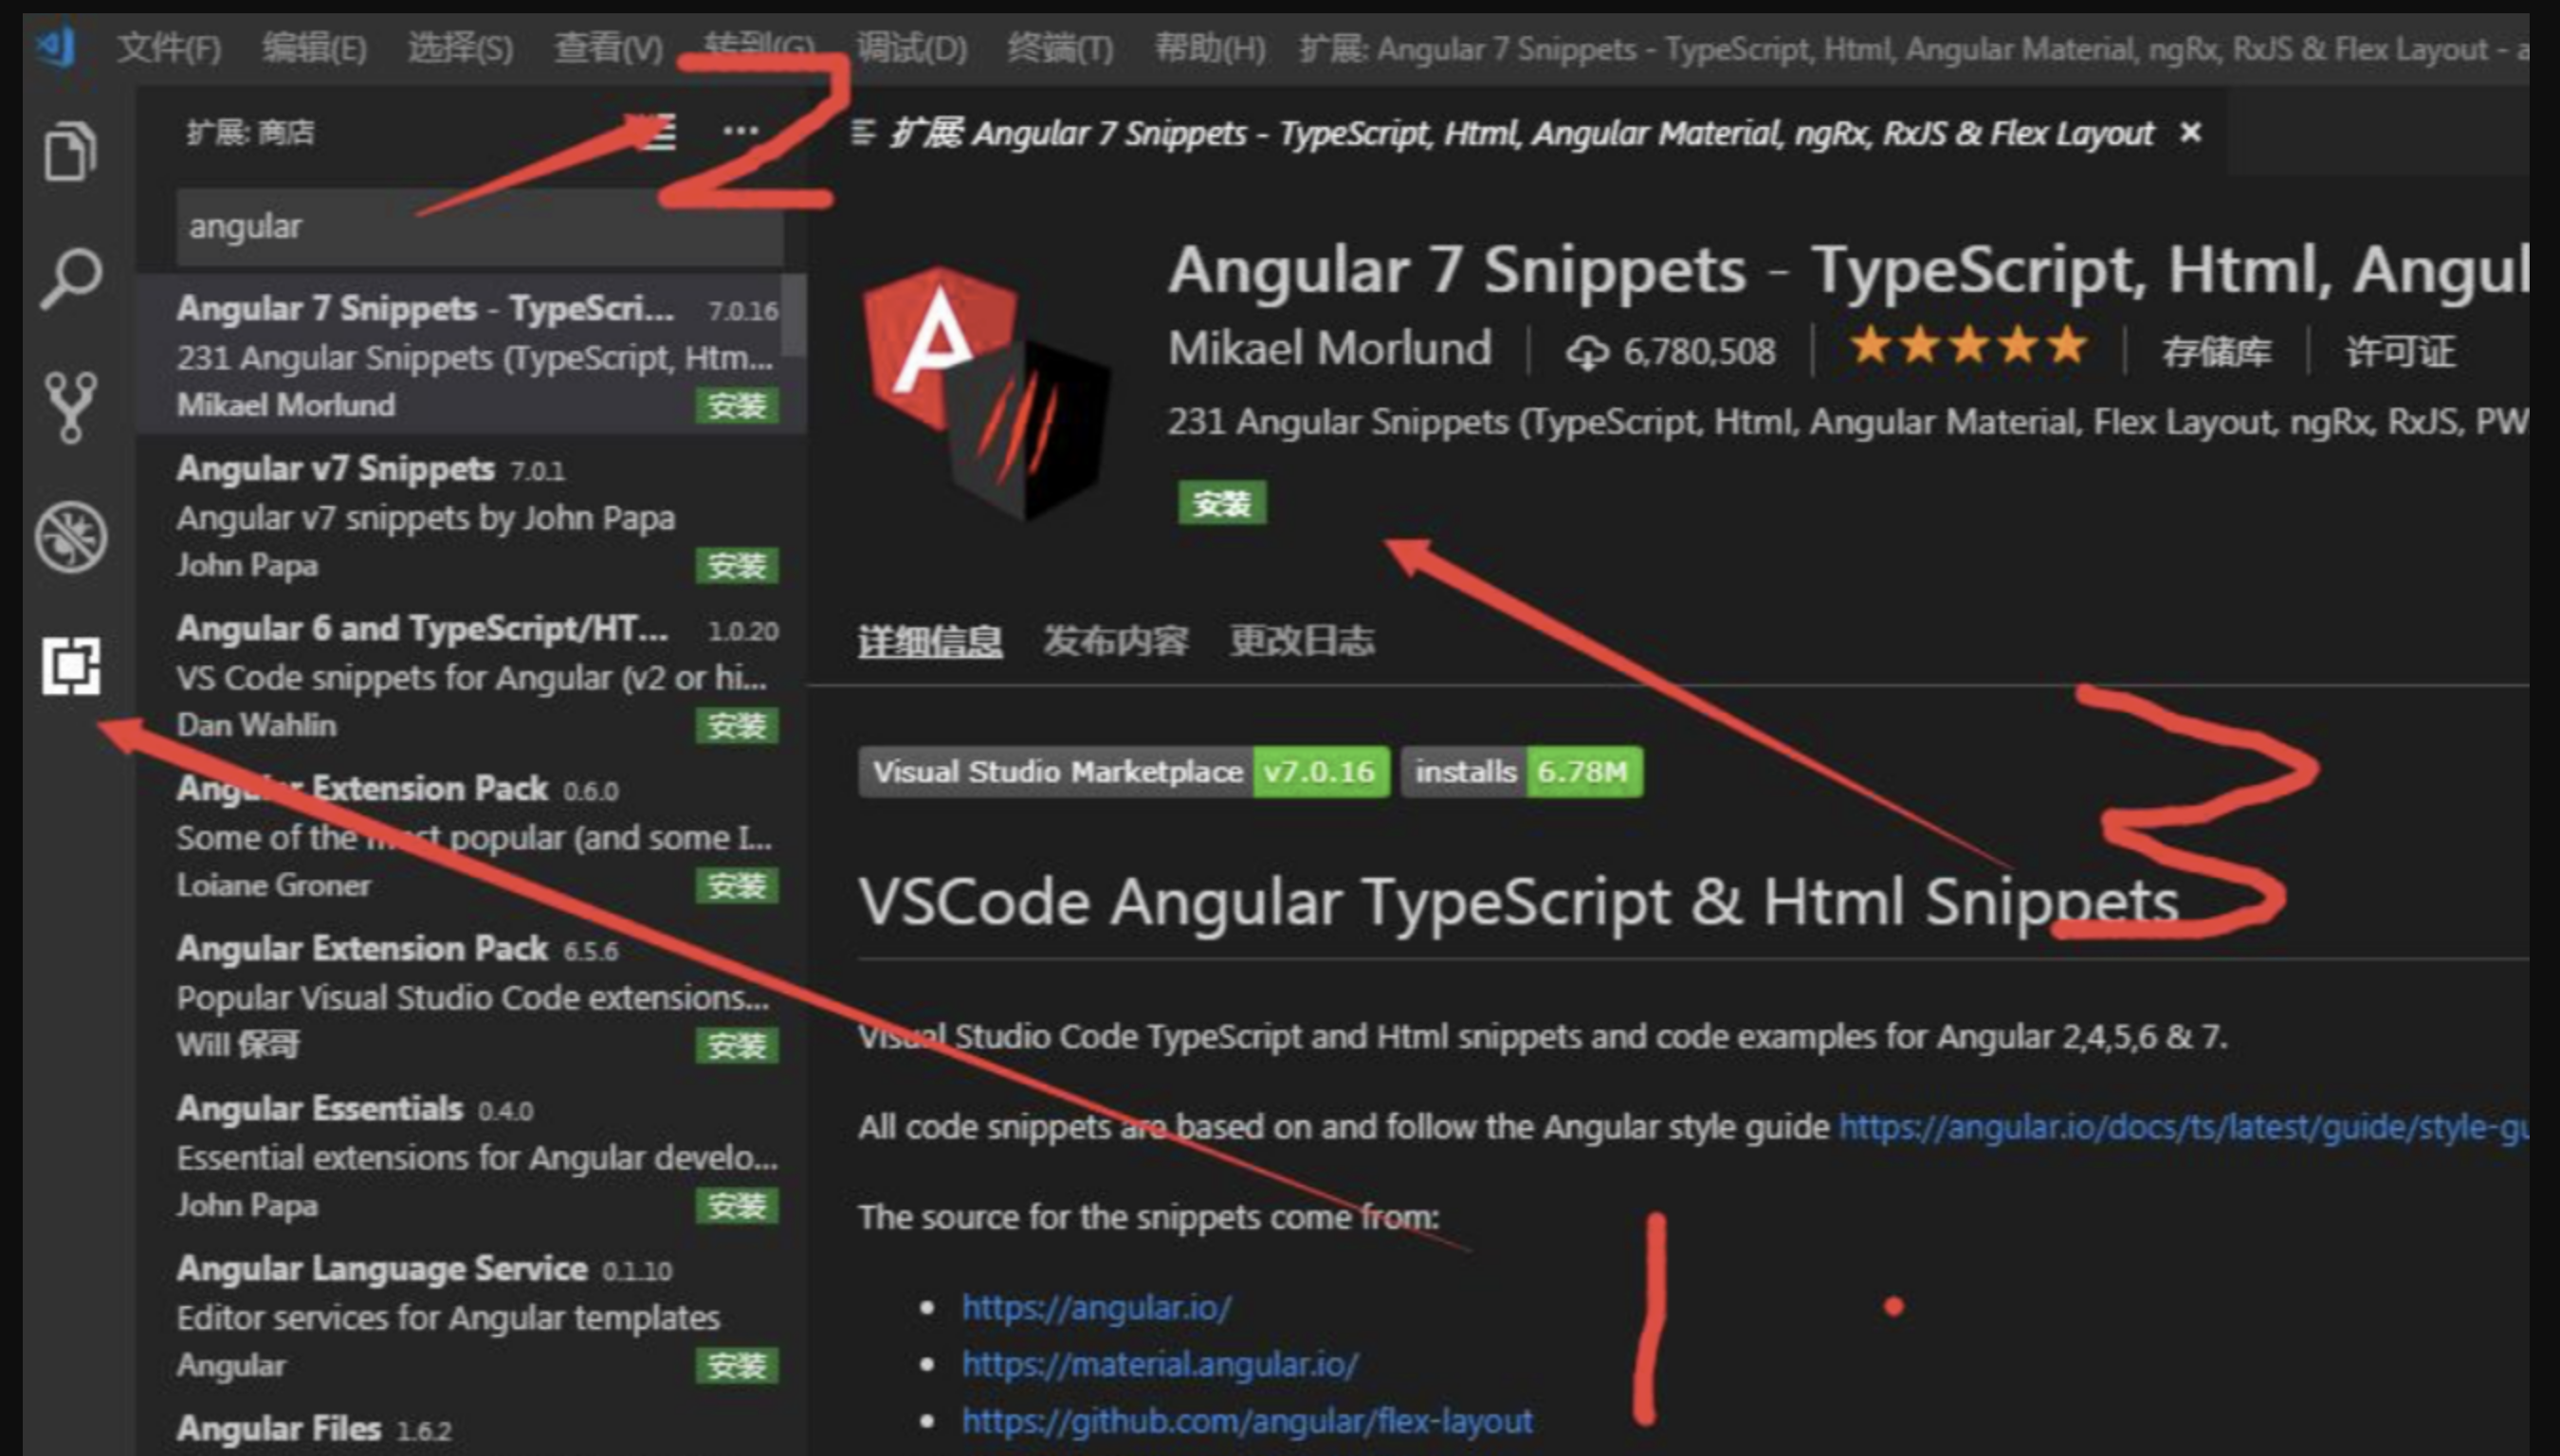 文件(F) 编辑(E) 选择(S) 查看(V) 转到(G) 调试(D) 终端(T) 帮助(H) 扩展: Angular 7 Snippets - TypeScript, Html, Angular Material, ngRx, RxJS & Flex Layout - a
扩展: 商店
2
angular
Angular 7 Snippets - TypeScri... 7.0.16
231 Angular Snippets (TypeScript, Htm...
Mikael Morlund 安装
Angular v7 Snippets 7.0.1
Angular v7 snippets by John Papa
John Papa 安装
Angular 6 and TypeScript/HT... 1.0.20
VS Code snippets for Angular (v2 or hi...
Dan Wahlin 安装
Angular Extension Pack 0.6.0
Some of the most popular (and some I...
Loiane Groner 安装
Angular Extension Pack 6.5.6
Popular Visual Studio Code extensions...
Will 保哥 安装
Angular Essentials 0.4.0
Essential extensions for Angular develo...
John Papa 安装
Angular Language Service 0.1.10
Editor services for Angular templates
Angular 安装
Angular Files 1.6.2
扩展: Angular 7 Snippets - TypeScript, Html, Angular Material, ngRx, RxJS & Flex Layout ×
Angular 7 Snippets - TypeScript, Html, Angul
Mikael Morlund 6,780,508 存储库 许可证
231 Angular Snippets (TypeScript, Html, Angular Material, Flex Layout, ngRx, RxJS, PW
安装
详细信息 发布内容 更改日志
Visual Studio Marketplace v7.0.16 installs 6.78M
3
VSCode Angular TypeScript & Html Snippets
Visual Studio Code TypeScript and Html snippets and code examples for Angular 2,4,5,6 & 7.
All code snippets are based on and follow the Angular style guide https://angular.io/docs/ts/latest/guide/style-gu
The source for the snippets come from:
1
https://angular.io/
https://material.angular.io/
https://github.com/angular/flex-layout